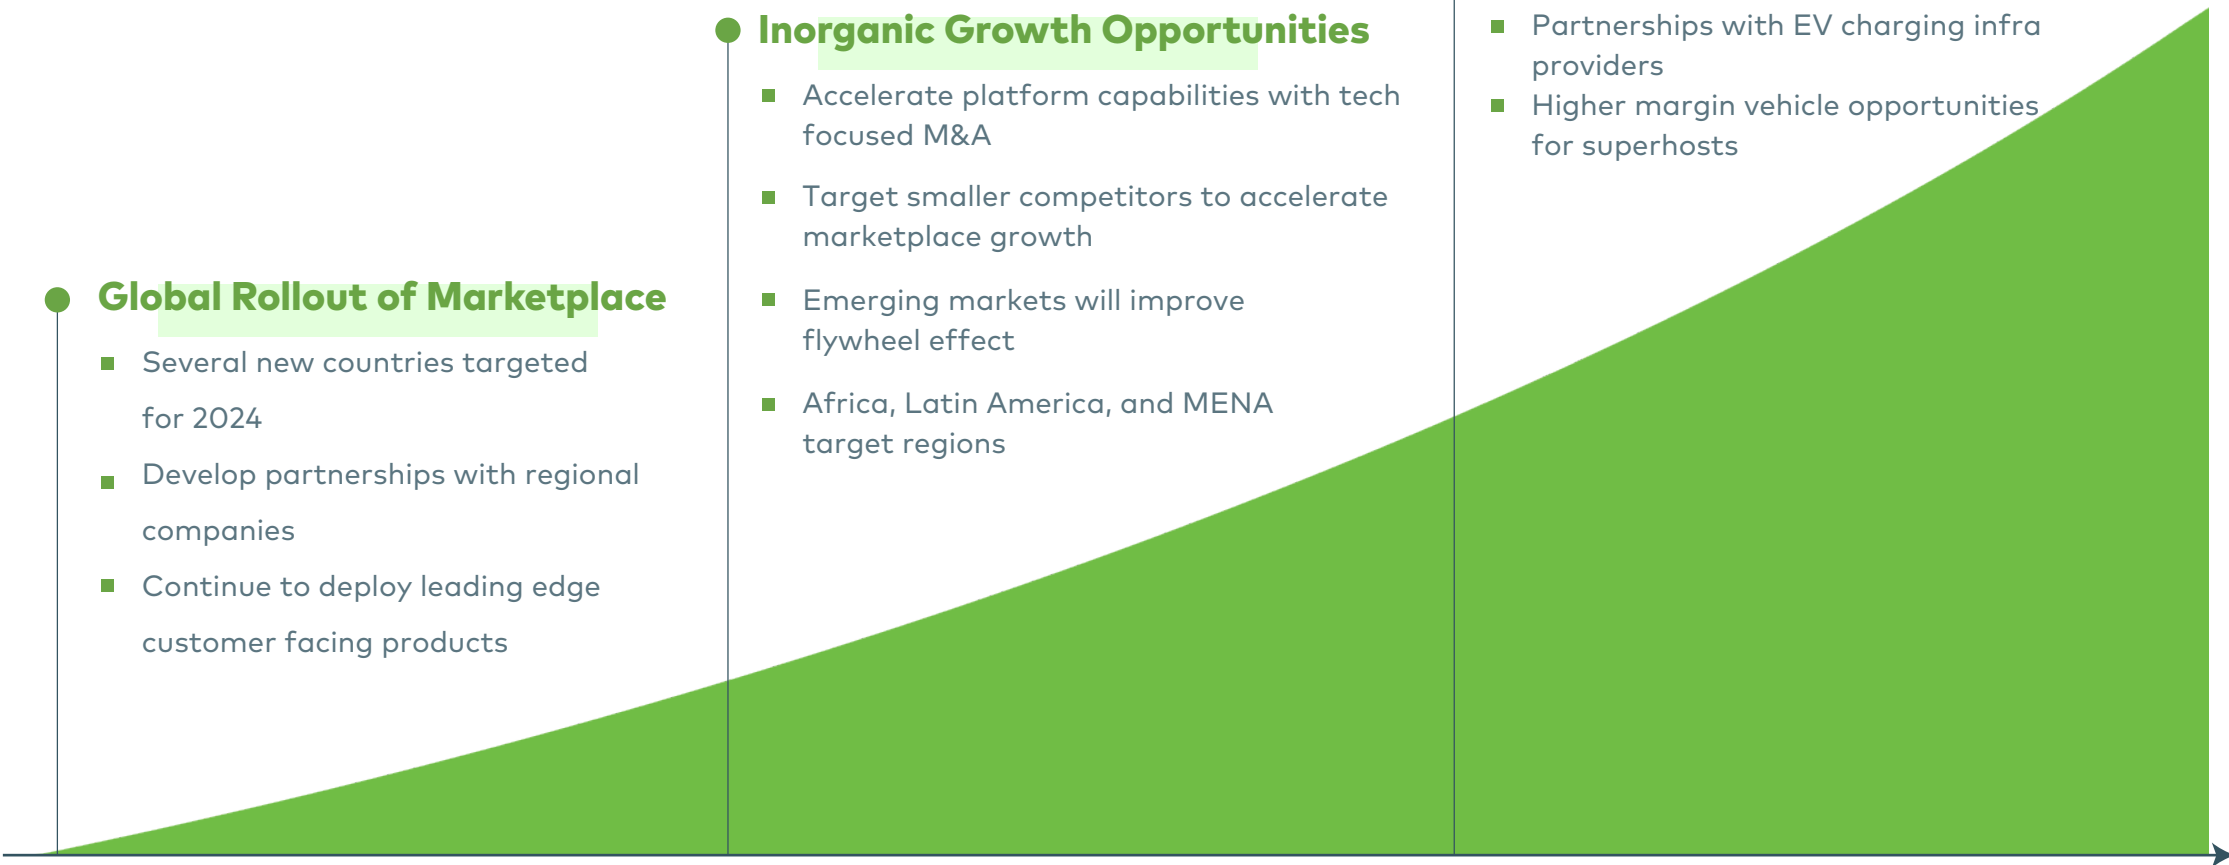 Global Rollout of Marketplace
Several new countries targeted
for 2024
Develop partnerships with regional
companies
Continue to deploy leading edge
customer facing products
Inorganic Growth Opportunities
Accelerate platform capabilities with tech
focused M&A
Target smaller competitors to accelerate
marketplace growth
Emerging markets will improve
flywheel effect
Africa, Latin America, and MENA
target regions
Partnerships with EV charging infra
providers
Higher margin vehicle opportunities
for superhosts